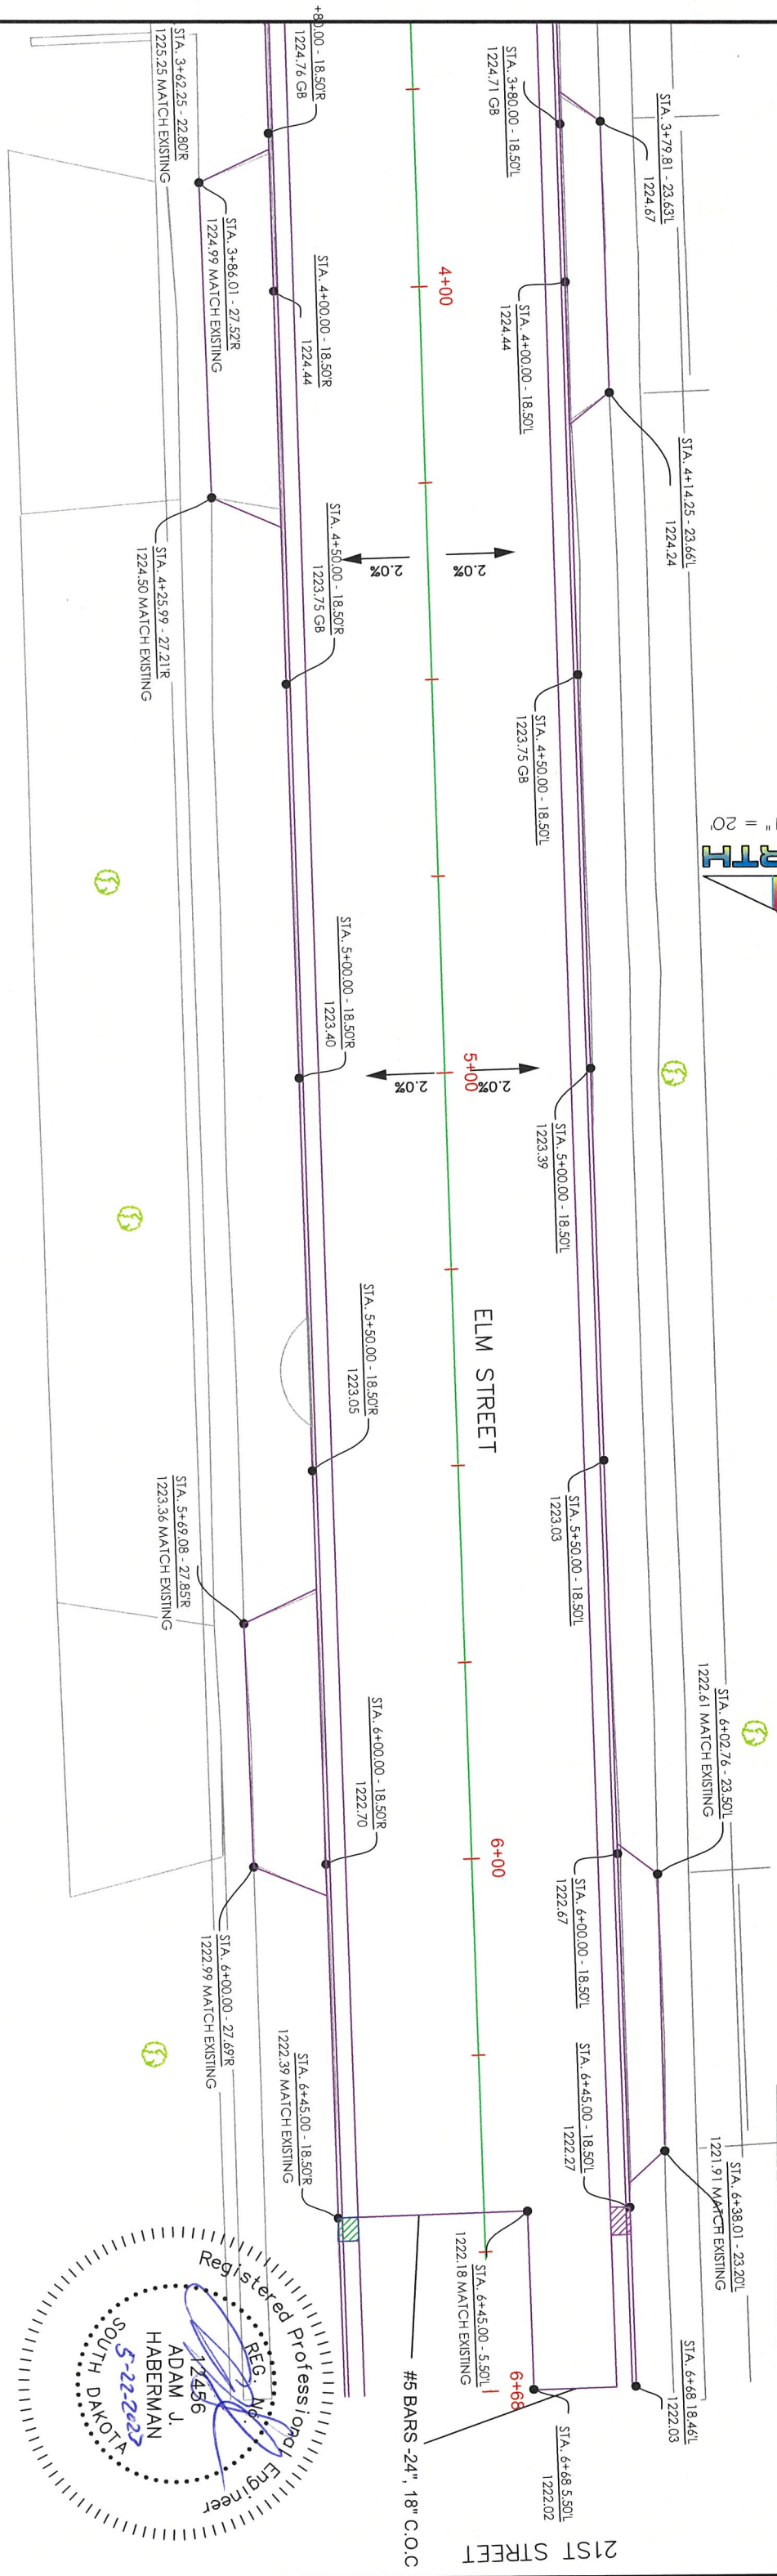 STA. 3+62.25 - 22.80'R
1225.25 MATCH EXISTING
+80.00 - 18.50'R
1224.76 GB
STA. 3+80.00 - 18.50'L
1224.71 GB
STA. 3+79.81 - 23.63'L
1224.67
STA. 3+86.01 - 27.52'R
1224.99 MATCH EXISTING
STA. 4+00.00 - 18.50'R
1224.44
4+00
STA. 4+00.00 - 18.50'L
1224.44
STA. 4+14.25 - 23.66'L
1224.24
STA. 4+25.99 - 27.21'R
1224.50 MATCH EXISTING
STA. 4+50.00 - 18.50'R
1223.75 GB
2.0%
2.0%
STA. 4+50.00 - 18.50'L
1223.75 GB
" = 20'
RTH
STA. 5+00.00 - 18.50'R
1223.40
5+00
2.0%
2.0%
STA. 5+00.00 - 18.50'L
1223.39
ELM STREET
STA. 5+50.00 - 18.50'R
1223.05
STA. 5+50.00 - 18.50'L
1223.03
STA. 5+69.08 - 27.85'R
1223.36 MATCH EXISTING
STA. 6+02.76 - 23.50'L
1222.61 MATCH EXISTING
STA. 6+00.00 - 18.50'R
1222.70
6+00
STA. 6+00.00 - 18.50'L
1222.67
STA. 6+00.00 - 27.69'R
1222.99 MATCH EXISTING
STA. 6+45.00 - 18.50'R
1222.39 MATCH EXISTING
STA. 6+45.00 - 18.50'L
1222.27
STA. 6+38.01 - 23.20'L
1221.91 MATCH EXISTING
STA. 6+45.00 - 5.50'L
1222.18 MATCH EXISTING
6+68
STA. 6+68 18.46'L
1222.03
STA. 6+68 5.50'L
1222.02
#5 BARS -24", 18" C.O.C
21ST STREET
Registered Professional Engineer
REG. No.
12456
ADAM J.
HABERMAN
5-22-2023
SOUTH DAKOTA